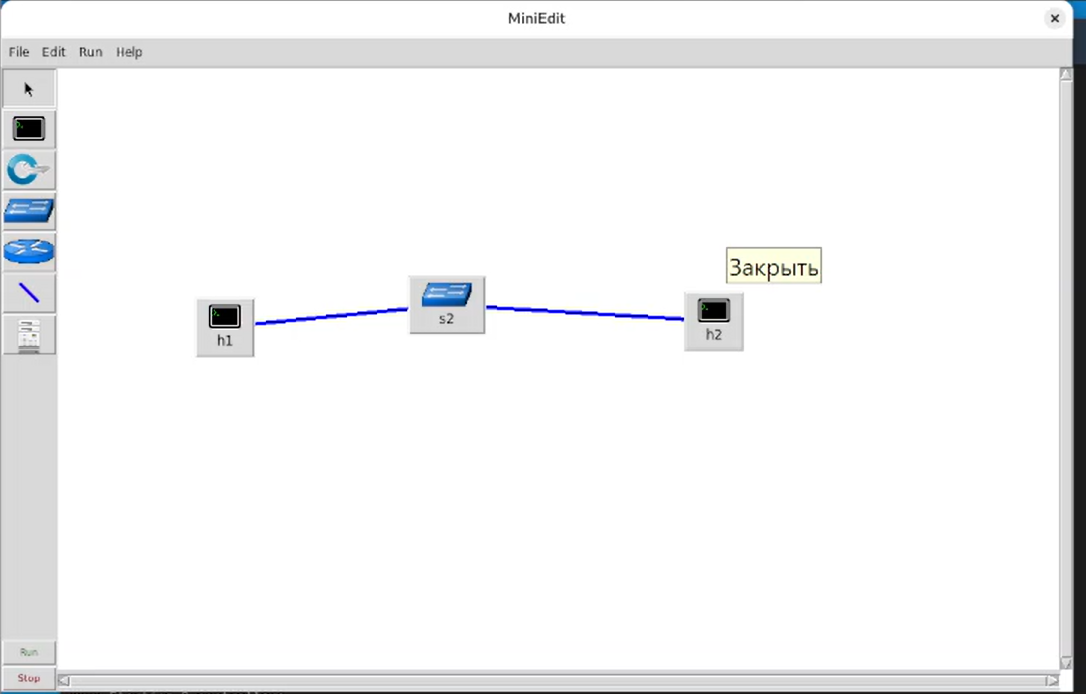 MiniEdit
File Edit Run Help
Закрыть
s2
h1
h2
Run
Stop